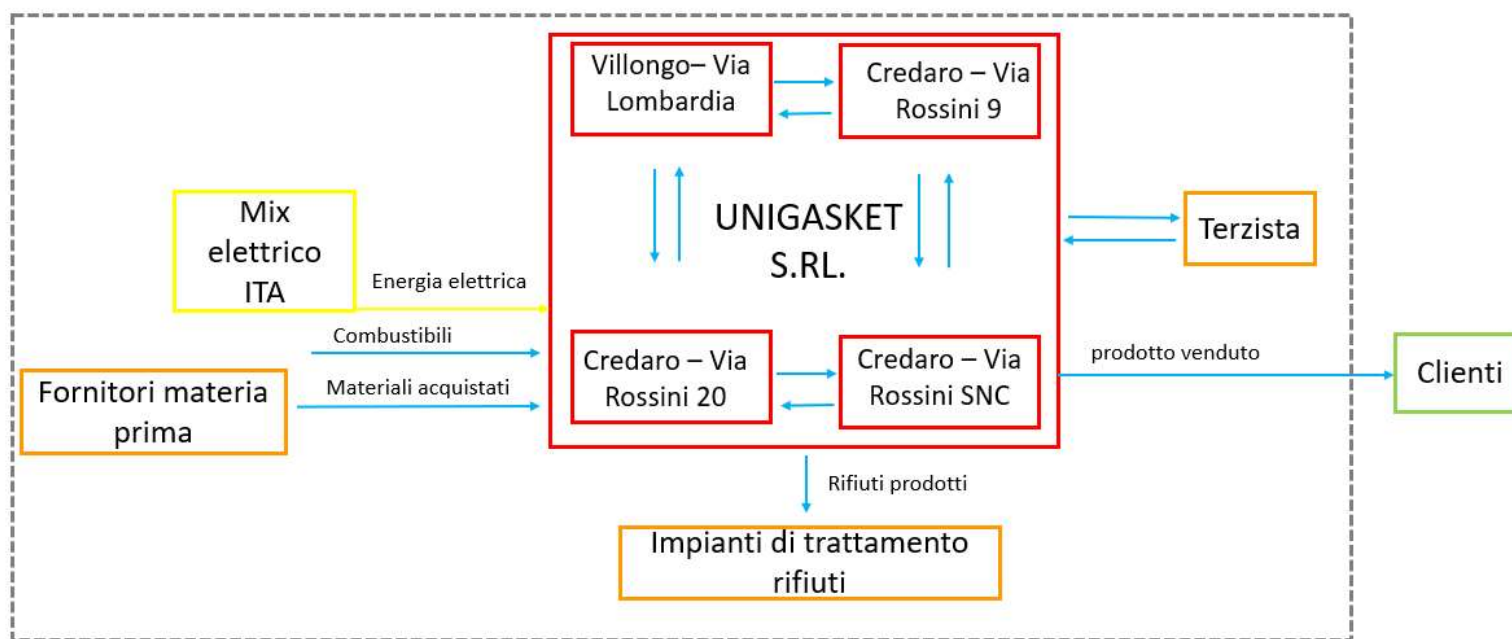 Villongo– Via
Lombardia
Credaro – Via
Rossini 9
Mix
elettrico
ITA
UNIGASKET
S.RL.
Terzista
Energia elettrica
Combustibili
Materiali acquistati
Fornitori materia
prima
Credaro – Via
Rossini 20
Credaro – Via
Rossini SNC
prodotto venduto
Clienti
Rifiuti prodotti
Impianti di trattamento
rifiuti